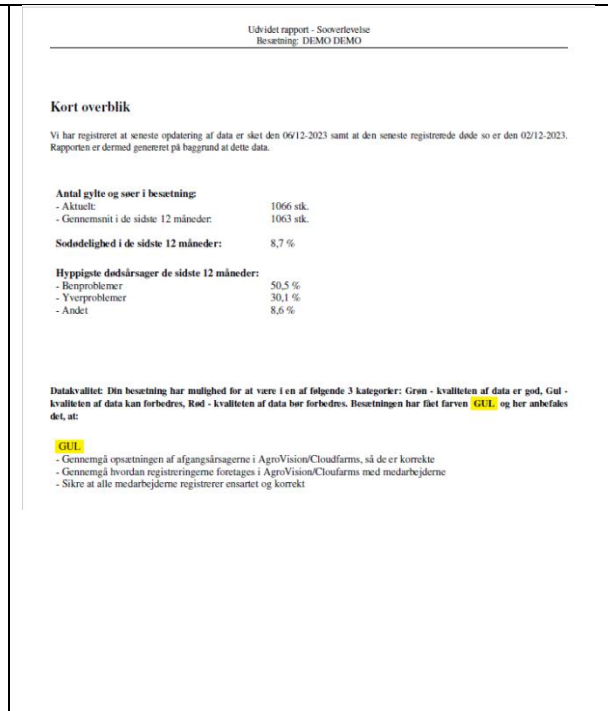 Udvidet rapport - Sooverlevelse
Besætning: DEMO DEMO
Kort overblik
Vi har registreret at seneste opdatering af data er sket den 06/12-2023 samt at den seneste registrerede døde so er den 02/12-2023.
Rapporten er dermed genereret på baggrund at dette data.
Antal gylte og søer i besætning:
- Aktuelt: 1066 stk.
- Gennemsnit i de sidste 12 måneder: 1063 stk.
Sodødelighed i de sidste 12 måneder: 8,7 %
Hyppigste dødsårsager de sidste 12 måneder:
- Benproblemer 50,5 %
- Yverproblemer 30,1 %
- Andet 8,6 %
Datakvalitet: Din besætning har mulighed for at være i en af følgende 3 kategorier: Grøn - kvaliteten af data er god, Gul -
kvaliteten af data kan forbedres, Rød - kvaliteten af data bør forbedres. Besætningen har fået farven GUL og her anbefales
det, at:
GUL
- Gennemgå opsætningen af afgangsårsagerne i AgroVision/Cloudfarms, så de er korrekte
- Gennemgå hvordan registreringerne foretages i AgroVision/Cloufarms med medarbejderne
- Sikre at alle medarbejderne registrerer ensartet og korrekt